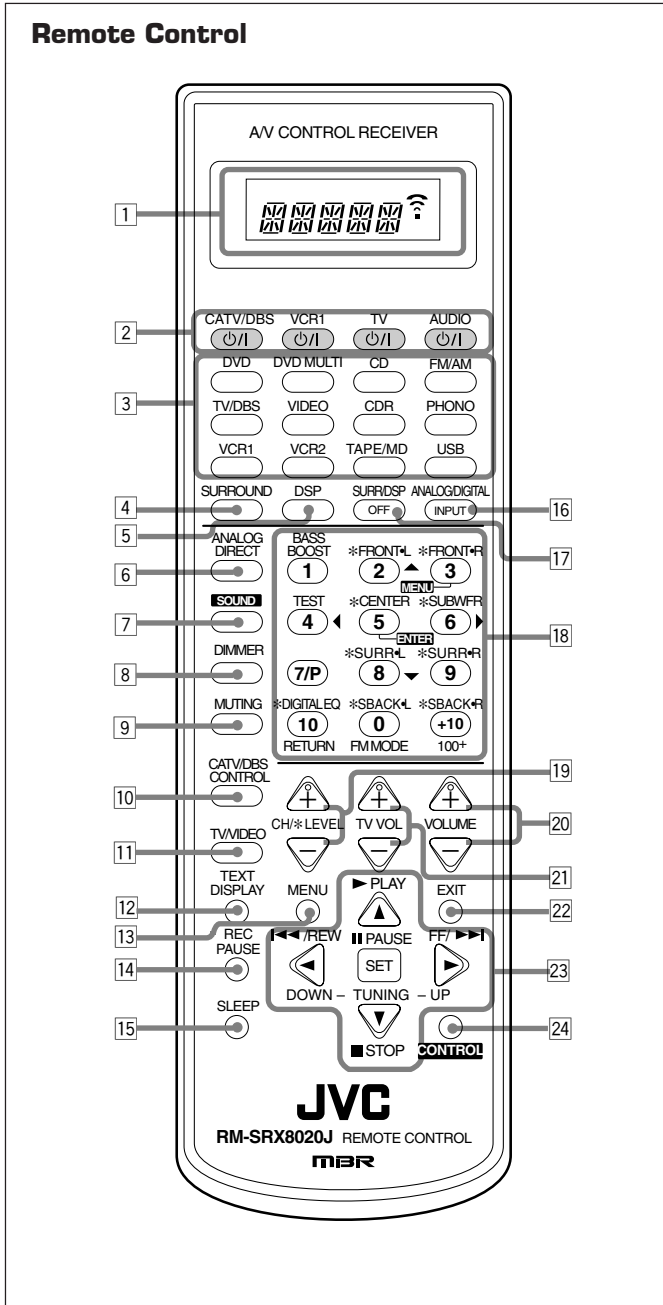 Remote Control
A/V CONTROL RECEIVER
1
CATV/DBS VCR1 TV AUDIO
2
⏻/I ⏻/I ⏻/I ⏻/I
DVD DVD MULTI CD FM/AM
3
TV/DBS VIDEO CDR PHONO
VCR1 VCR2 TAPE/MD USB
SURROUND DSP SURR/DSP ANALOG/DIGITAL
4 OFF INPUT 16
5 17
ANALOG DIRECT BASS BOOST *FRONT•L *FRONT•R
6 1 2 ▲ 3
MENU
SOUND TEST *CENTER *SUBWFR
7 4 ◀ 5 6 ▶ 18
ENTER
DIMMER *SURR•L *SURR•R
8 7/P 8 ▼ 9
MUTING *DIGITAL EQ *SBACK•L *SBACK•R
9 10 0 +10
RETURN FM MODE 100+
CATV/DBS CONTROL
10 + + + 19
CH/* LEVEL TV VOL VOLUME 20
TV/VIDEO
11 – – – 21
TEXT DISPLAY MENU ▶ PLAY EXIT
12 22
13
REC PAUSE |◀◀ /REW ❚❚ PAUSE FF/ ▶▶|
14 SET 23
DOWN – TUNING – UP
SLEEP
15 24
■ STOP CONTROL
JVC
RM-SRX8020J REMOTE CONTROL
MBR